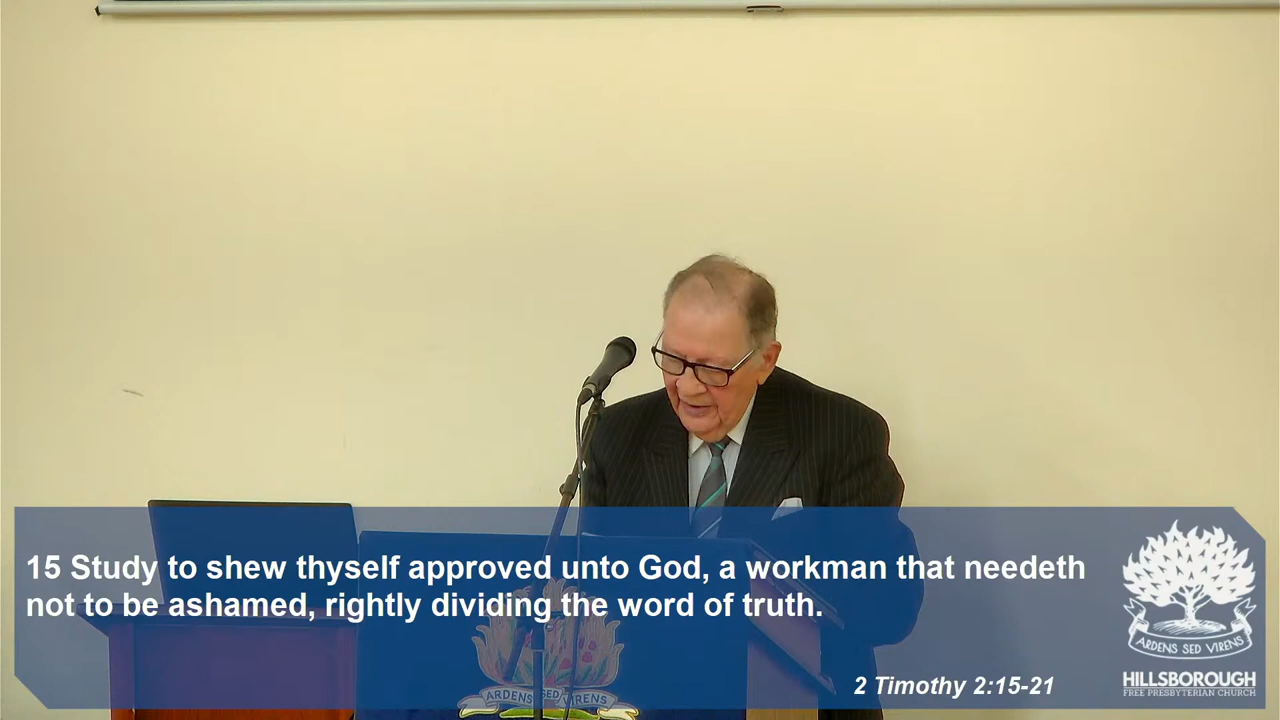 15 Study to shew thyself approved unto God, a workman that needeth
not to be ashamed, rightly dividing the word of truth.
2 Timothy 2:15-21
ARDENS SED VIRENS
HILLSBOROUGH
FREE PRESBYTERIAN CHURCH
ARDENS SED VIRENS